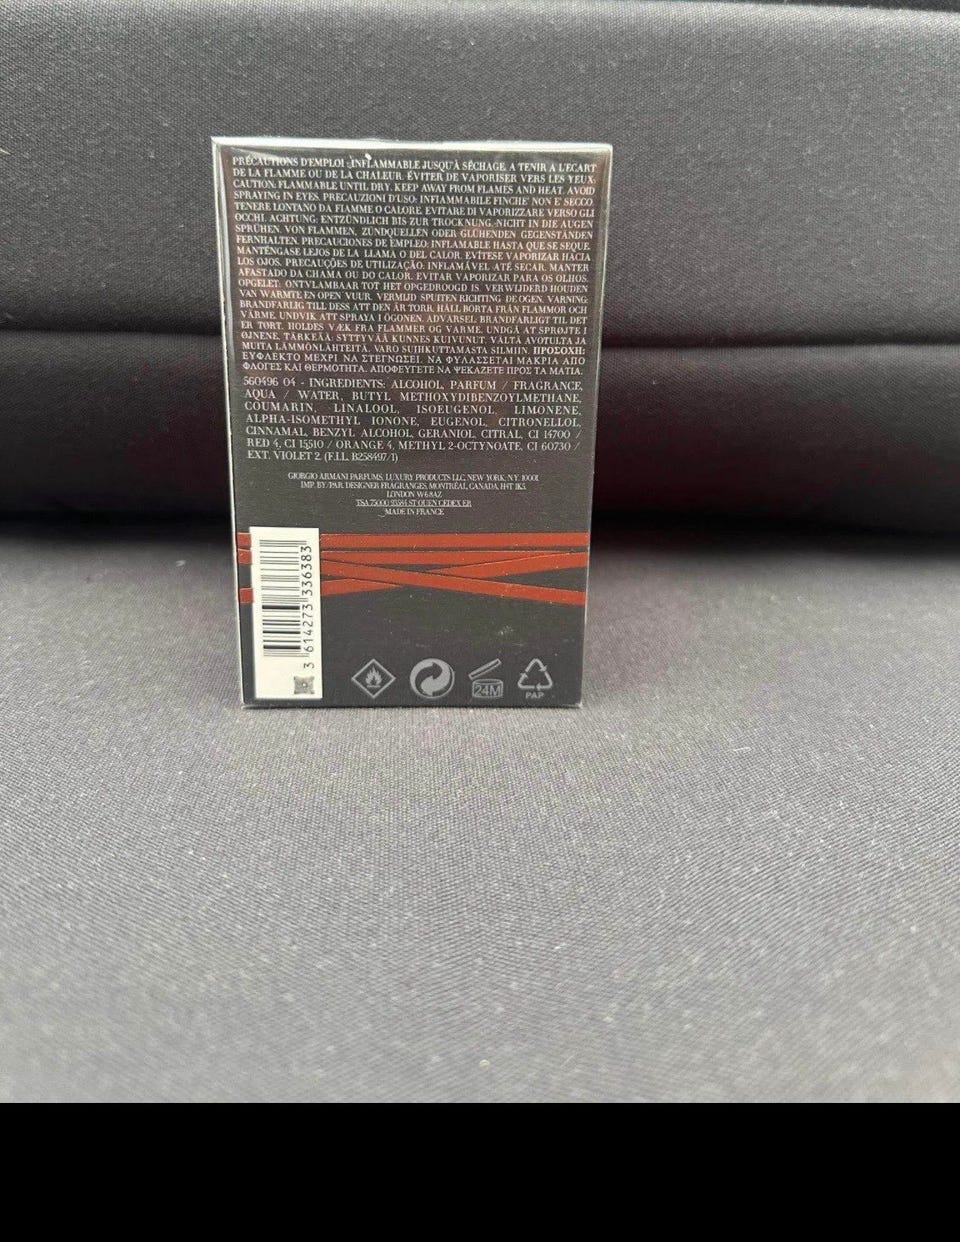 PRÉCAUTIONS D'EMPLOI : INFLAMMABLE JUSQU'À SÉCHAGE. A TENIR A L'ECART
DE LA FLAMME OU DE LA CHALEUR. ÉVITER DE VAPORISER VERS LES YEUX.
CAUTION: FLAMMABLE UNTIL DRY. KEEP AWAY FROM FLAMES AND HEAT. AVOID
SPRAYING IN EYES. PRECAUZIONI D'USO: INFIAMMABILE FINCHE' NON E' SECCO
TENERE LONTANO DA FIAMME O CALORE. EVITARE DI VAPORIZZARE VERSO GLI
OCCHI. ACHTUNG: ENTZÜNDLICH BIS ZUR TROCKNUNG. NICHT IN DIE AUGEN
SPRÜHEN. VON FLAMMEN, ZÜNDQUELLEN ODER GLÜHENDEN GEGENSTÄNDEN
FERNHALTEN. PRECAUCIONES DE EMPLEO: INFLAMABLE HASTA QUE SE SEQUE.
MANTÉNGASE LEJOS DE LA LLAMA O DEL CALOR. EVÍTESE VAPORIZAR HACIA
LOS OJOS. PRECAUÇÕES DE UTILIZAÇÃO: INFLAMÁVEL ATÉ SECAR. MANTER
AFASTADO DA CHAMA OU DO CALOR. EVITAR VAPORIZAR PARA OS OLHOS.
OPGELET: ONTVLAMBAAR TOT HET OPGEDROOGD IS. VERWIJDERD HOUDEN
VAN WARMTE EN OPEN VUUR. VERMIJD SPUITEN RICHTING DE OGEN. VARNING:
BRANDFARLIG TILL DESS ATT DEN ÄR TORR. HÅLL BORTA FRÅN FLAMMOR OCH
VÄRME. UNDVIK ATT SPRAYA I ÖGONEN. ADVARSEL: BRANDFARLIGT TIL DET
ER TØRT. HOLDES VÆK FRA FLAMMER OG VARME. UNDGÅ AT SPRØJTE I
ØJNENE. TÄRKEÄÄ: SYTTYVÄÄ KUNNES KUIVUNUT. VÄLTÄ AVOTULTA JA
MUITA LÄMMÖNLÄHTEITÄ. VARO SUIHKUTTAMASTA SILMIIN. ΠΡΟΣΟΧΗ:
ΕΥΦΛΕΚΤΟ ΜΕΧΡΙ ΝΑ ΣΤΕΓΝΩΣΕΙ. ΝΑ ΦΥΛΑΣΣΕΤΑΙ ΜΑΚΡΙΑ ΑΠΟ
ΦΛΟΓΕΣ ΚΑΙ ΘΕΡΜΟΤΗΤΑ. ΑΠΟΦΕΥΓΕΤΕ ΝΑ ΨΕΚΑΖΕΤΕ ΠΡΟΣ ΤΑ ΜΑΤΙΑ.
560496 04 - INGREDIENTS: ALCOHOL, PARFUM / FRAGRANCE,
AQUA / WATER, BUTYL METHOXYDIBENZOYLMETHANE,
COUMARIN, LINALOOL, ISOEUGENOL, LIMONENE,
ALPHA-ISOMETHYL IONONE, EUGENOL, CITRONELLOL,
CINNAMAL, BENZYL ALCOHOL, GERANIOL, CITRAL, CI 14700 /
RED 4, CI 15510 / ORANGE 4, METHYL 2-OCTYNOATE, CI 60730 /
EXT. VIOLET 2. (F.I.L. B258497/1)
GIORGIO ARMANI PARFUMS, LUXURY PRODUCTS LLC, NEW YORK, N.Y. 10001
IMP. BY/PAR. DESIGNER FRAGRANCES, MONTRÉAL, CANADA, H4T 1K5.
LONDON W6 8AZ
TSA 75000 93584 ST OUEN CEDEX FR
MADE IN FRANCE
3 614273 336383
24M
PAP